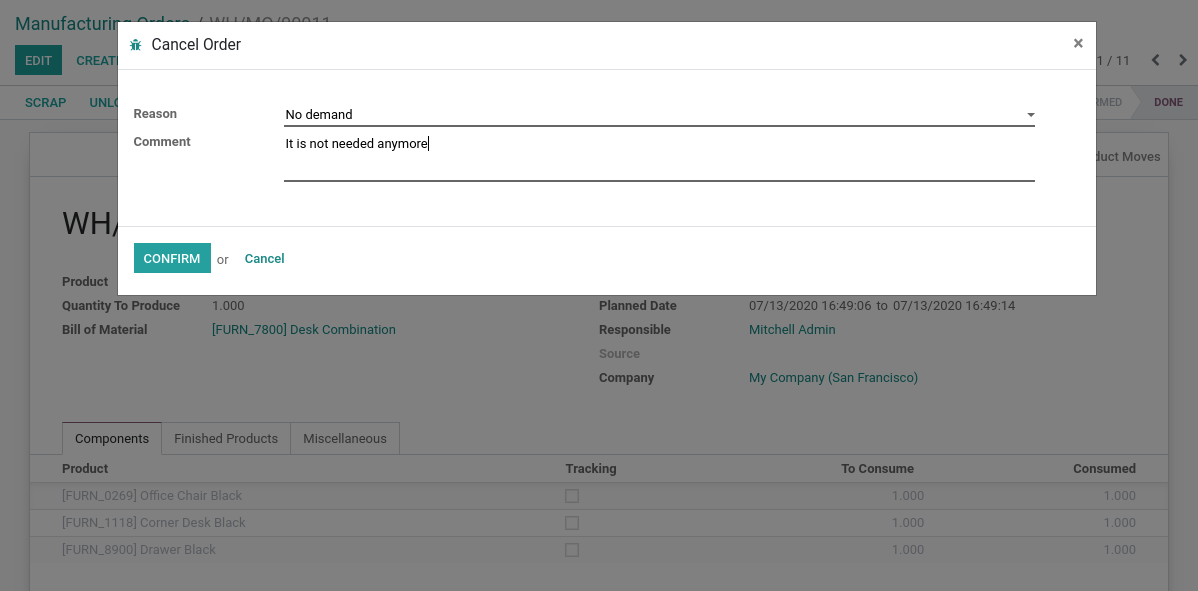 Manufacturing Orders / WH/MO/00011
EDIT CREAT 1 / 11
Cancel Order ×
SCRAP UNLO RMED DONE
Reason No demand
Comment It is not needed anymore
duct Moves
WH/
CONFIRM or Cancel
Product
Quantity To Produce 1.000 Planned Date 07/13/2020 16:49:06 to 07/13/2020 16:49:14
Bill of Material [FURN_7800] Desk Combination Responsible Mitchell Admin
Source
Company My Company (San Francisco)
Components Finished Products Miscellaneous
Product Tracking To Consume Consumed
[FURN_0269] Office Chair Black 1.000 1.000
[FURN_1118] Corner Desk Black 1.000 1.000
[FURN_8900] Drawer Black 1.000 1.000